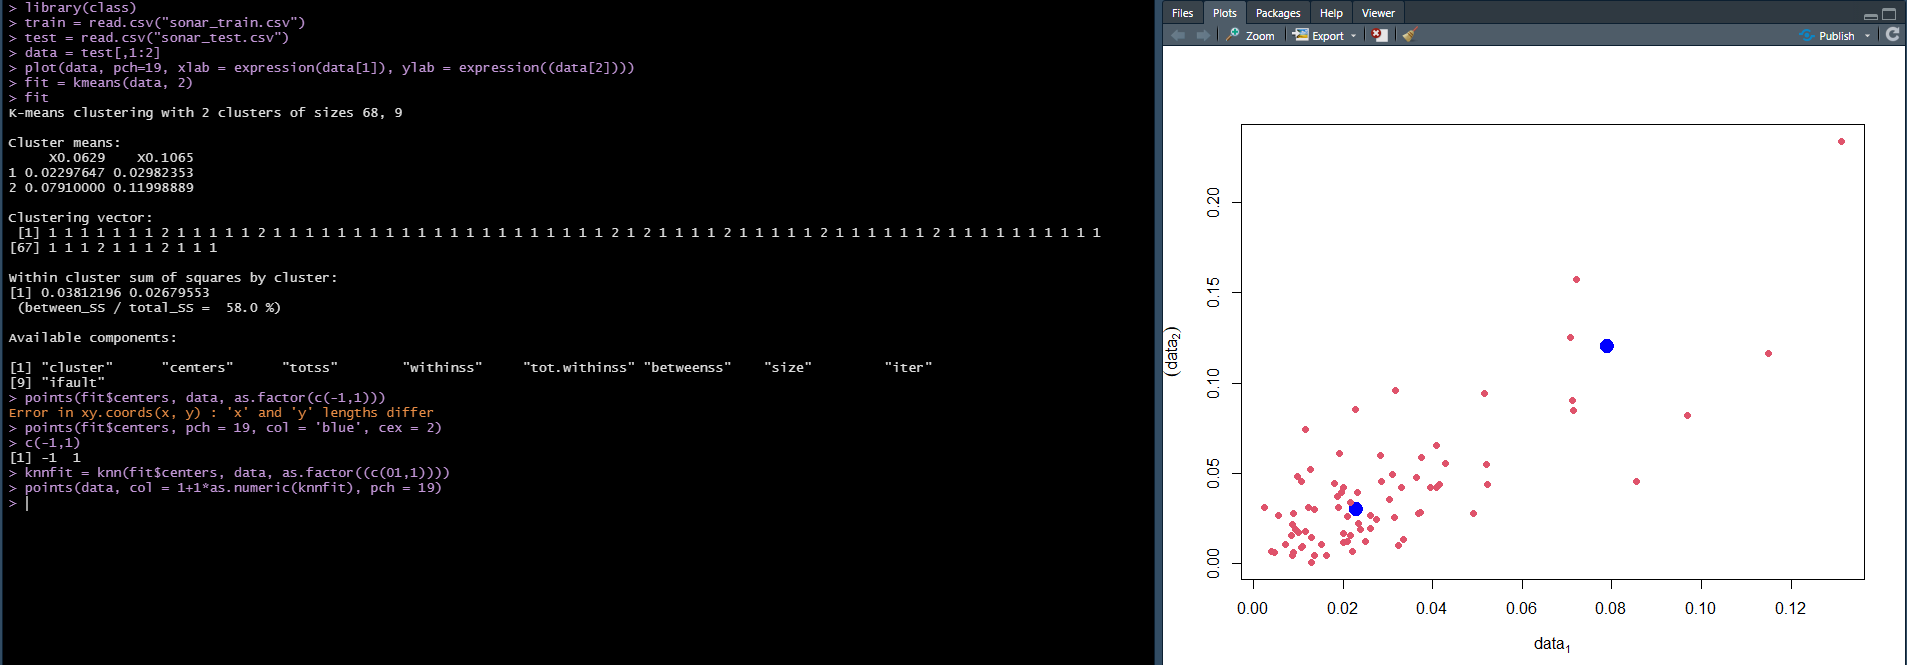 > library(class)
> train = read.csv("sonar_train.csv")
> test = read.csv("sonar_test.csv")
> data = test[,1:2]
> plot(data, pch=19, xlab = expression(data[1]), ylab = expression((data[2])))
> fit = kmeans(data, 2)
> fit
K-means clustering with 2 clusters of sizes 68, 9
Cluster means:
X0.0629 X0.1065
1 0.02297647 0.02982353
2 0.07910000 0.11998889
Clustering vector:
[1] 1 1 1 1 1 1 1 2 1 1 1 1 1 2 1 1 1 1 1 1 1 1 1 1 1 1 1 1 1 1 1 1 1 1 1 2 1 2 1 1 1 1 2 1 1 1 1 1 2 1 1 1 1 1 1 2 1 1 1 1 1 1 1 1 1 1
[67] 1 1 1 2 1 1 1 2 1 1 1
Within cluster sum of squares by cluster:
[1] 0.03812196 0.02679553
(between_SS / total_SS = 58.0 %)
Available components:
[1] "cluster" "centers" "totss" "withinss" "tot.withinss" "betweenss" "size" "iter"
[9] "ifault"
> points(fit$centers, data, as.factor(c(-1,1)))
Error in xy.coords(x, y) : 'x' and 'y' lengths differ
> points(fit$centers, pch = 19, col = 'blue', cex = 2)
> c(-1,1)
[1] -1 1
> knnfit = knn(fit$centers, data, as.factor((c(01,1))))
> points(data, col = 1+1*as.numeric(knnfit), pch = 19)
>
Files Plots Packages Help Viewer
Zoom Export Publish
0.20
0.15
0.10
0.05
0.00
(data2)
0.00 0.02 0.04 0.06 0.08 0.10 0.12
data1